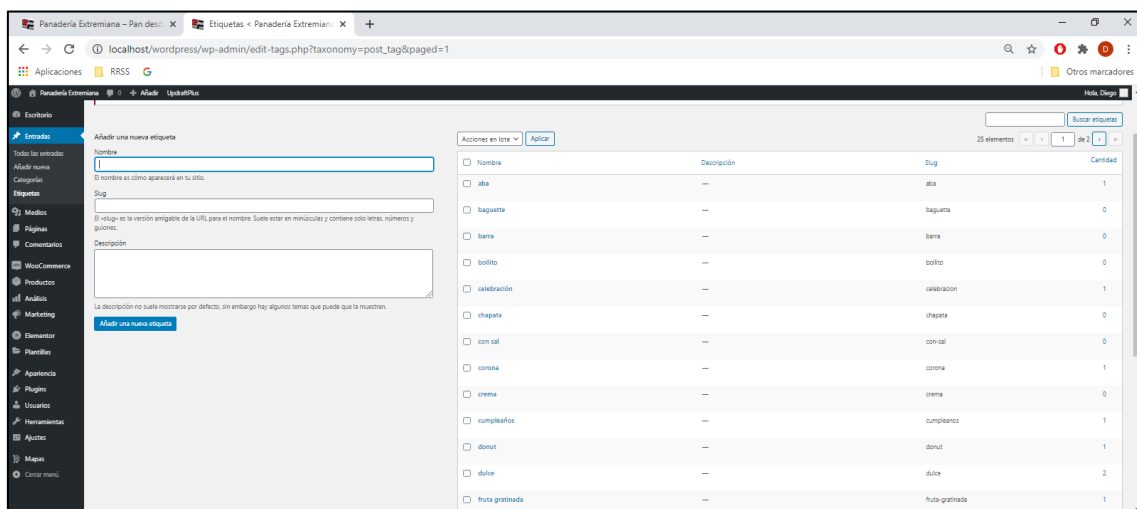 Panadería Extremiana – Pan desd
Etiquetas < Panadería Extremiana
localhost/wordpress/wp-admin/edit-tags.php?taxonomy=post_tag&paged=1
Aplicaciones RRSS Otros marcadores
Panadería Extremiana 0 + Añadir UpdraftPlus Hola, Diego
Escritorio
Entradas
Todas las entradas
Añadir nueva
Categorías
Etiquetas
Medios
Páginas
Comentarios
WooCommerce
Productos
Análisis
Marketing
Elementor
Plantillas
Apariencia
Plugins
Usuarios
Herramientas
Ajustes
Mapas
Cerrar menú
Añadir una nueva etiqueta
Nombre
El nombre es cómo aparecerá en tu sitio.
Slug
El «slug» es la versión amigable de la URL para el nombre. Suele estar en minúsculas y contiene solo letras, números y
guiones.
Descripción
La descripción no suele mostrarse por defecto, sin embargo hay algunos temas que puede que la muestren.
Añadir una nueva etiqueta
Buscar etiquetas
Acciones en lote Aplicar 25 elementos « ‹ 1 de 2 › »
Nombre Descripción Slug Cantidad
aba — aba 1
baguette — baguette 0
barra — barra 0
bollito — bollito 0
celebración — celebracion 1
chapata — chapata 0
con sal — con-sal 0
corona — corona 1
crema — crema 0
cumpleaños — cumpleanos 1
donut — donut 1
dulce — dulce 2
fruta gratinada — fruta-gratinada 1